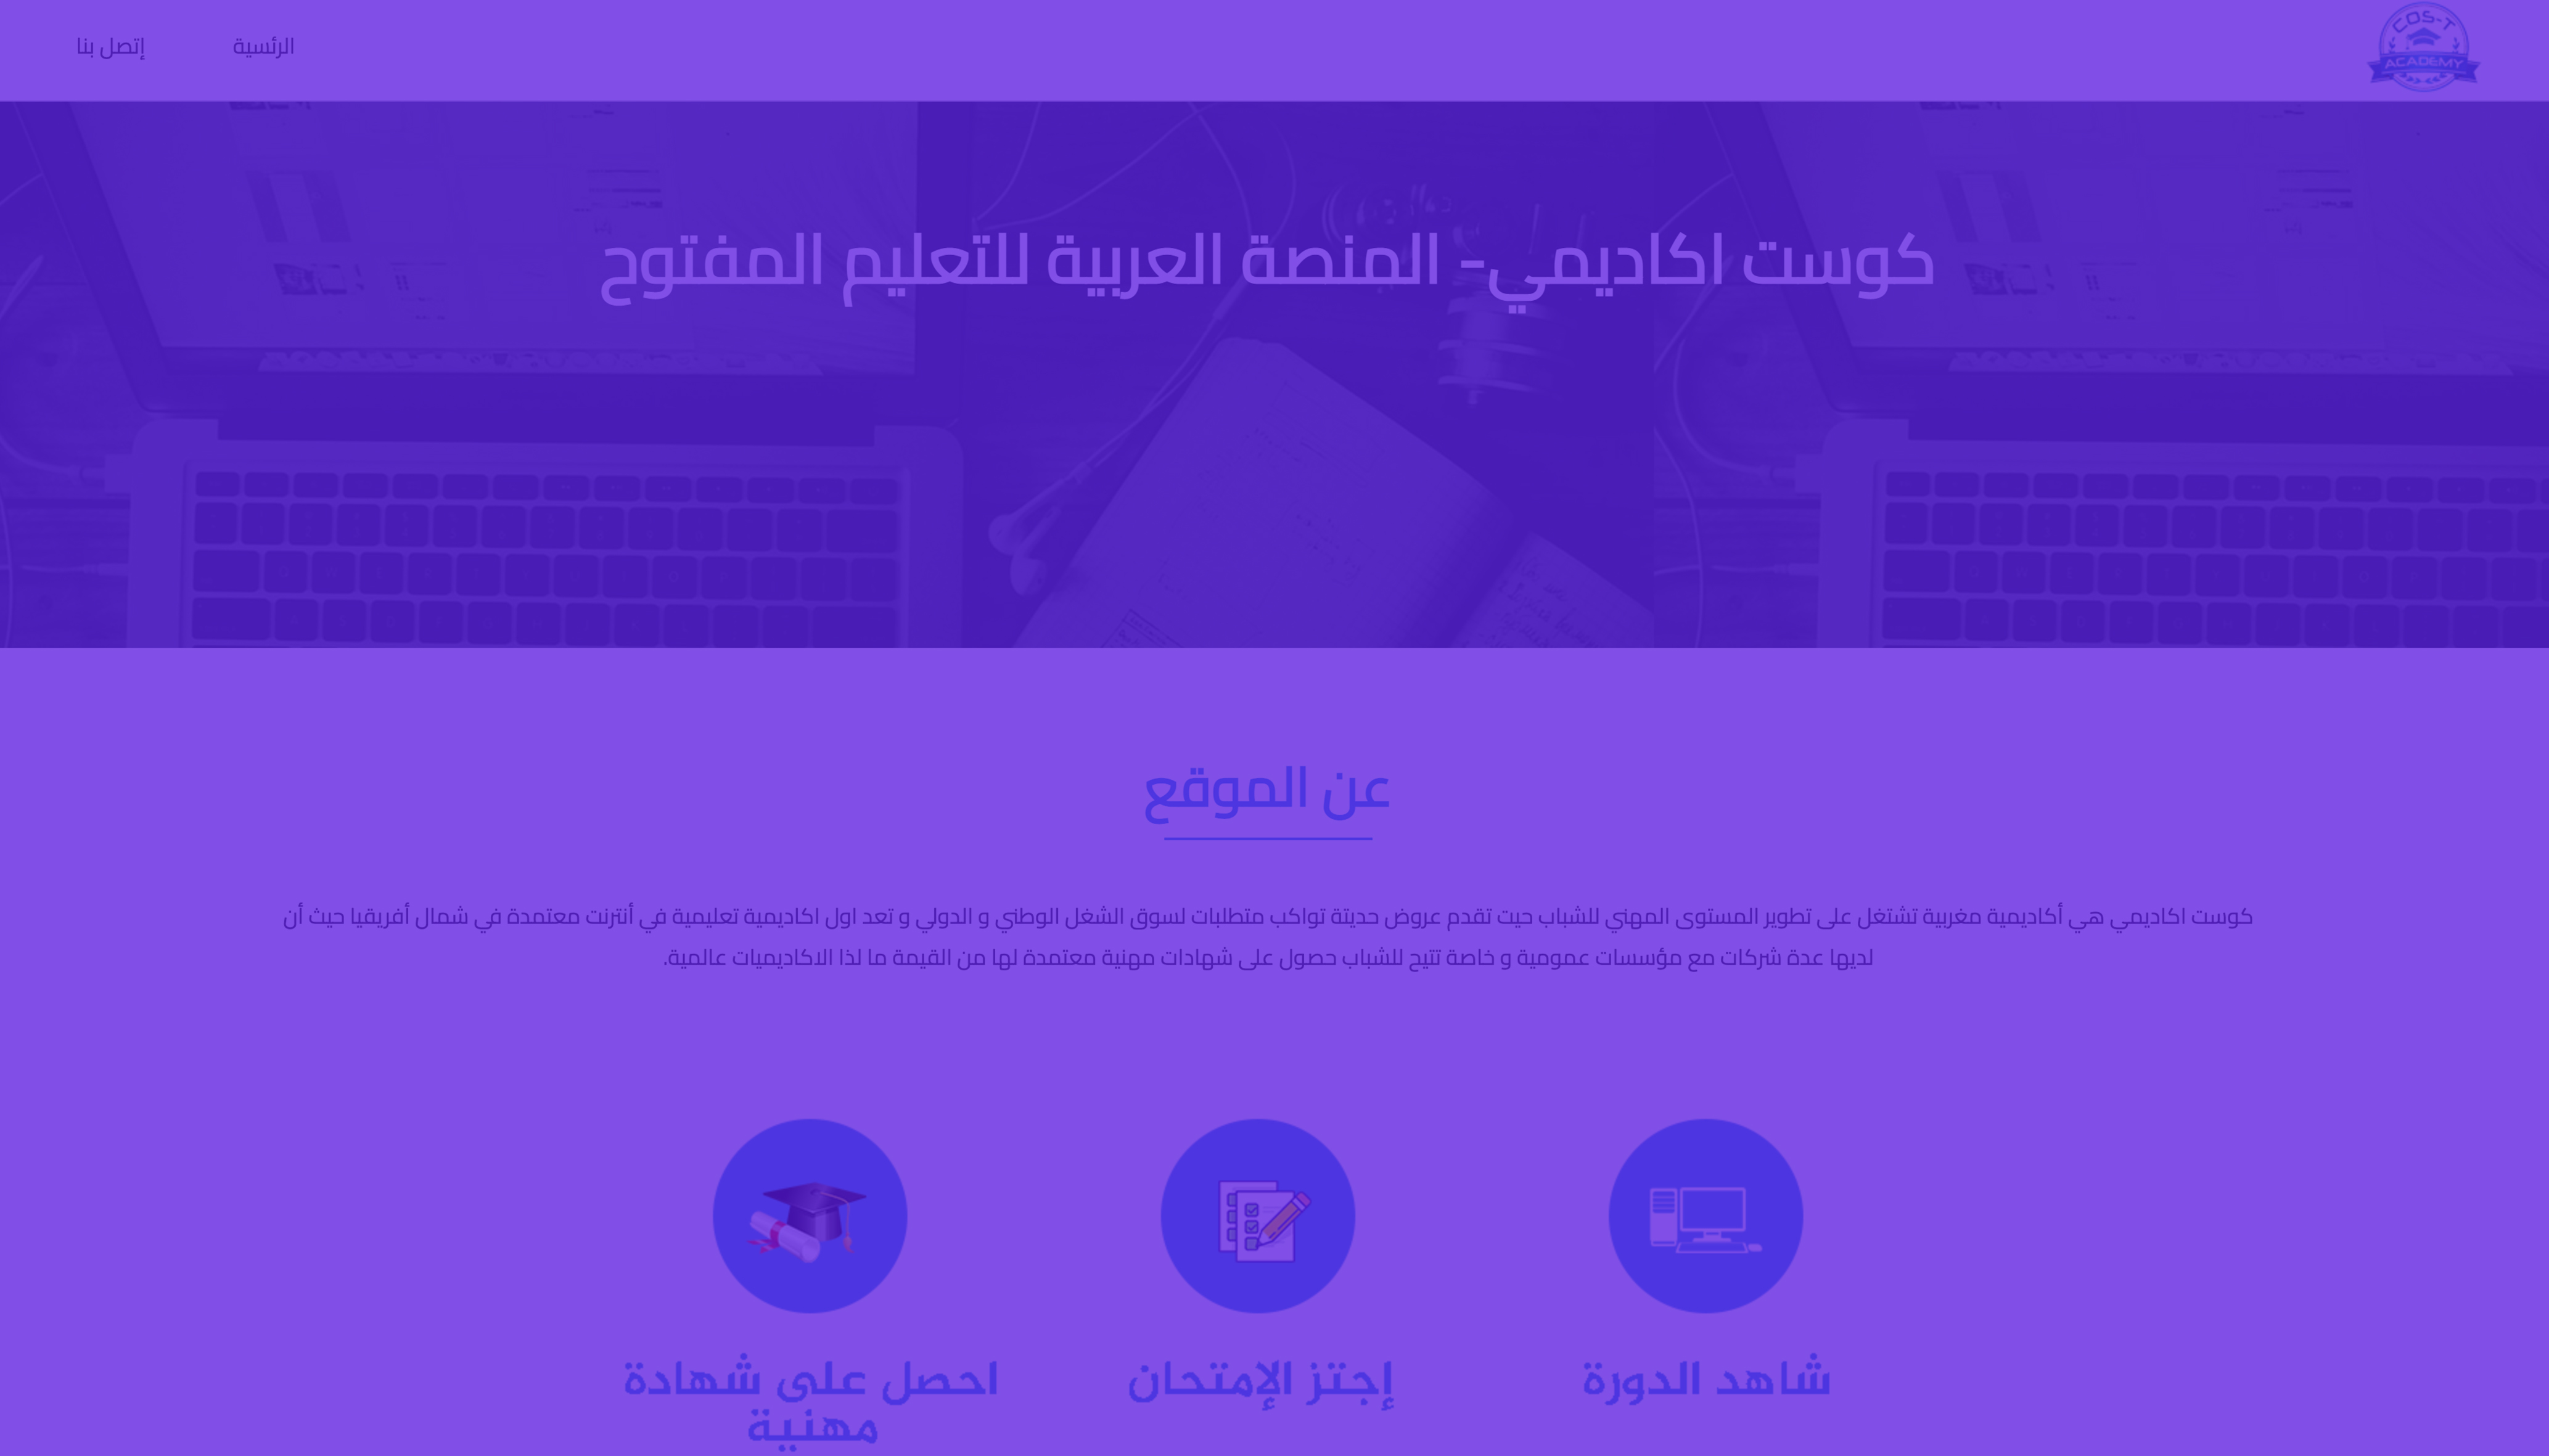 COS-T
ACADEMY
الرئسية
إتصل بنا
كوست اكاديمي- المنصة العربية للتعليم المفتوح
عن الموقع
كوست اكاديمي هي أكاديمية مغربية تشتغل على تطوير المستوى المهني للشباب حيت تقدم عروض حديتة تواكب متطلبات لسوق الشغل الوطني و الدولي و تعد اول اكاديمية تعليمية في أنترنت معتمدة في شمال أفريقيا حيث أن
لديها عدة شركات مع مؤسسات عمومية و خاصة تتيح للشباب حصول على شهادات مهنية معتمدة لها من القيمة ما لذا الاكاديميات عالمية.
شاهد الدورة
إجتز الإمتحان
احصل على شهادة
مهنية